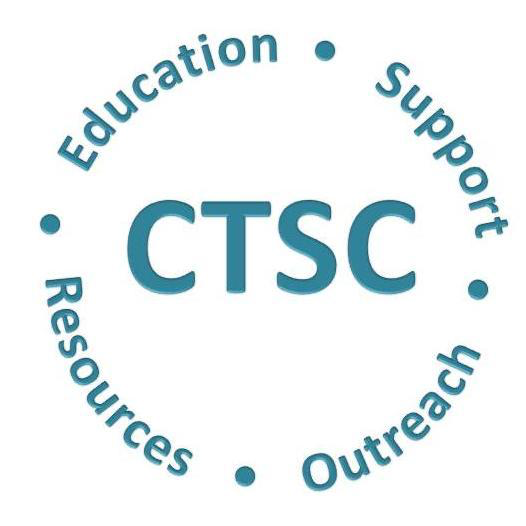 Education • Support • Outreach • Resources •
CTSC